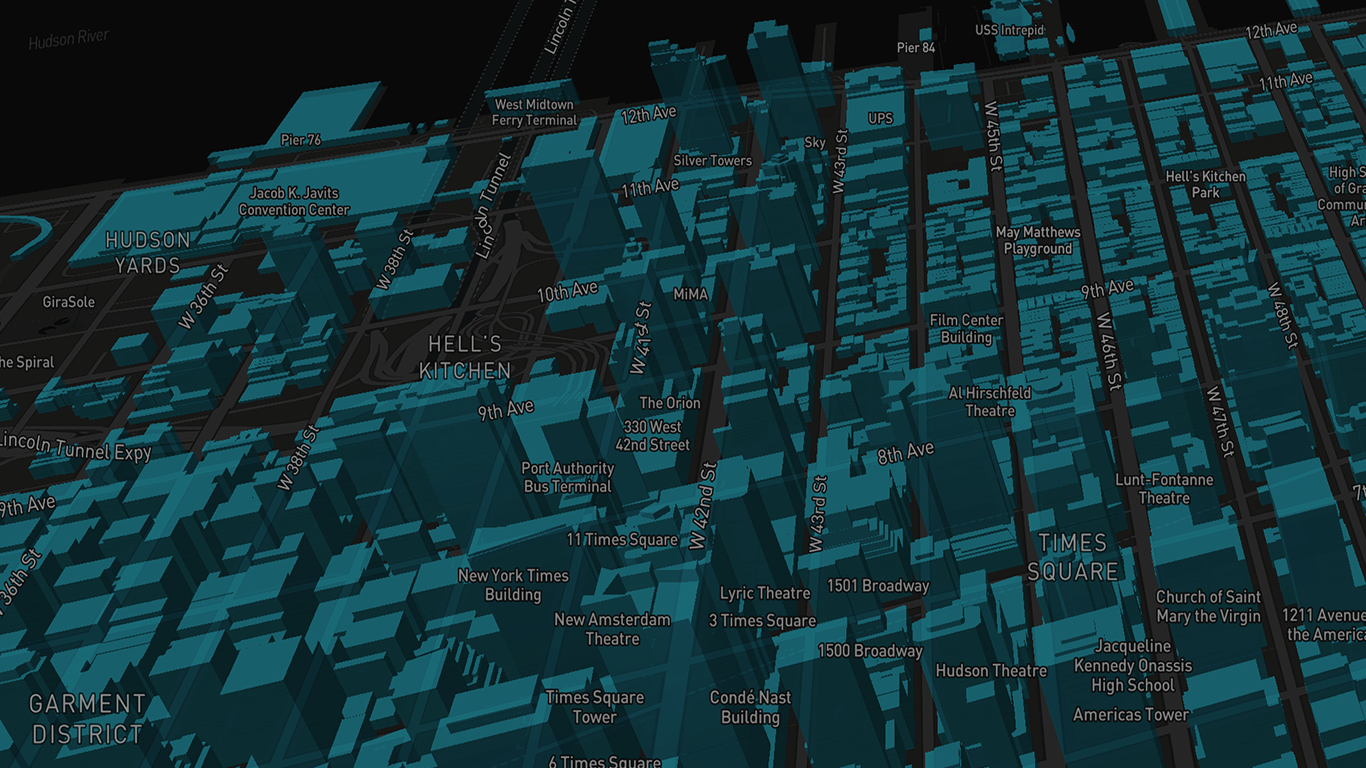 Hudson River
Lincoln T
USS Intrepid
12th Ave
Pier 84
11th Ave
West Midtown
Ferry Terminal
12th Ave
UPS
W 45th St
Pier 76
Sky
W 43rd St
Silver Towers
Lincoln Tunnel
11th Ave
Hell's Kitchen
Park
High S
of Gra
Commun
Ar
Jacob K. Javits
Convention Center
HUDSON
YARDS
W 36th St
W 38th St
Linc
May Matthews
Playground
GiraSole
10th Ave
MiMA
9th Ave
W 48th St
W 41st St
Film Center
Building
W 46th St
HELL'S
KITCHEN
he Spiral
9th Ave
The Orion
330 West
42nd Street
Al Hirschfeld
Theatre
W 47th St
Lincoln Tunnel Expy
W 38th St
8th Ave
Port Authority
Bus Terminal
W 42nd St
W 43rd St
Lunt-Fontanne
Theatre
7t
9th Ave
11 Times Square
TIMES
SQUARE
36th St
New York Times
Building
Lyric Theatre
1501 Broadway
New Amsterdam
Theatre
3 Times Square
Church of Saint
Mary the Virgin
1211 Avenue
the America
1500 Broadway
Hudson Theatre
Jacqueline
Kennedy Onassis
High School
GARMENT
DISTRICT
Times Square
Tower
Condé Nast
Building
Americas Tower
6 Times Square